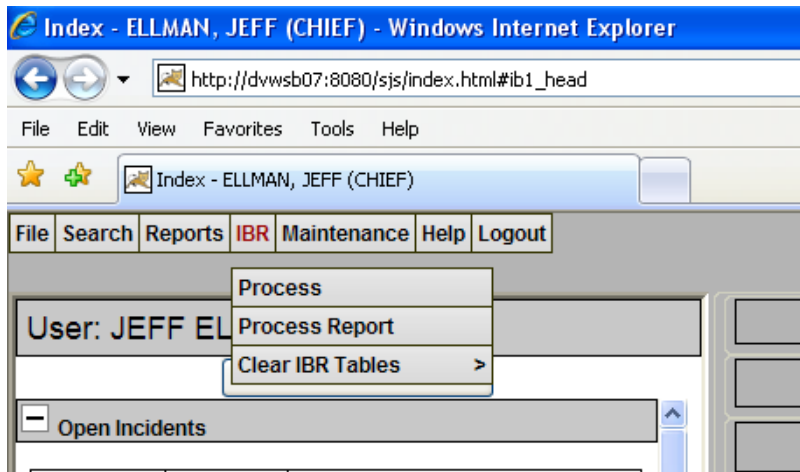 Index - ELLMAN, JEFF (CHIEF) - Windows Internet Explorer
http://dvwsb07:8080/sjs/index.html#ib1_head
File Edit View Favorites Tools Help
Index - ELLMAN, JEFF (CHIEF)
File Search Reports IBR Maintenance Help Logout
Process
User: JEFF EL
Process Report
Clear IBR Tables >
Open Incidents